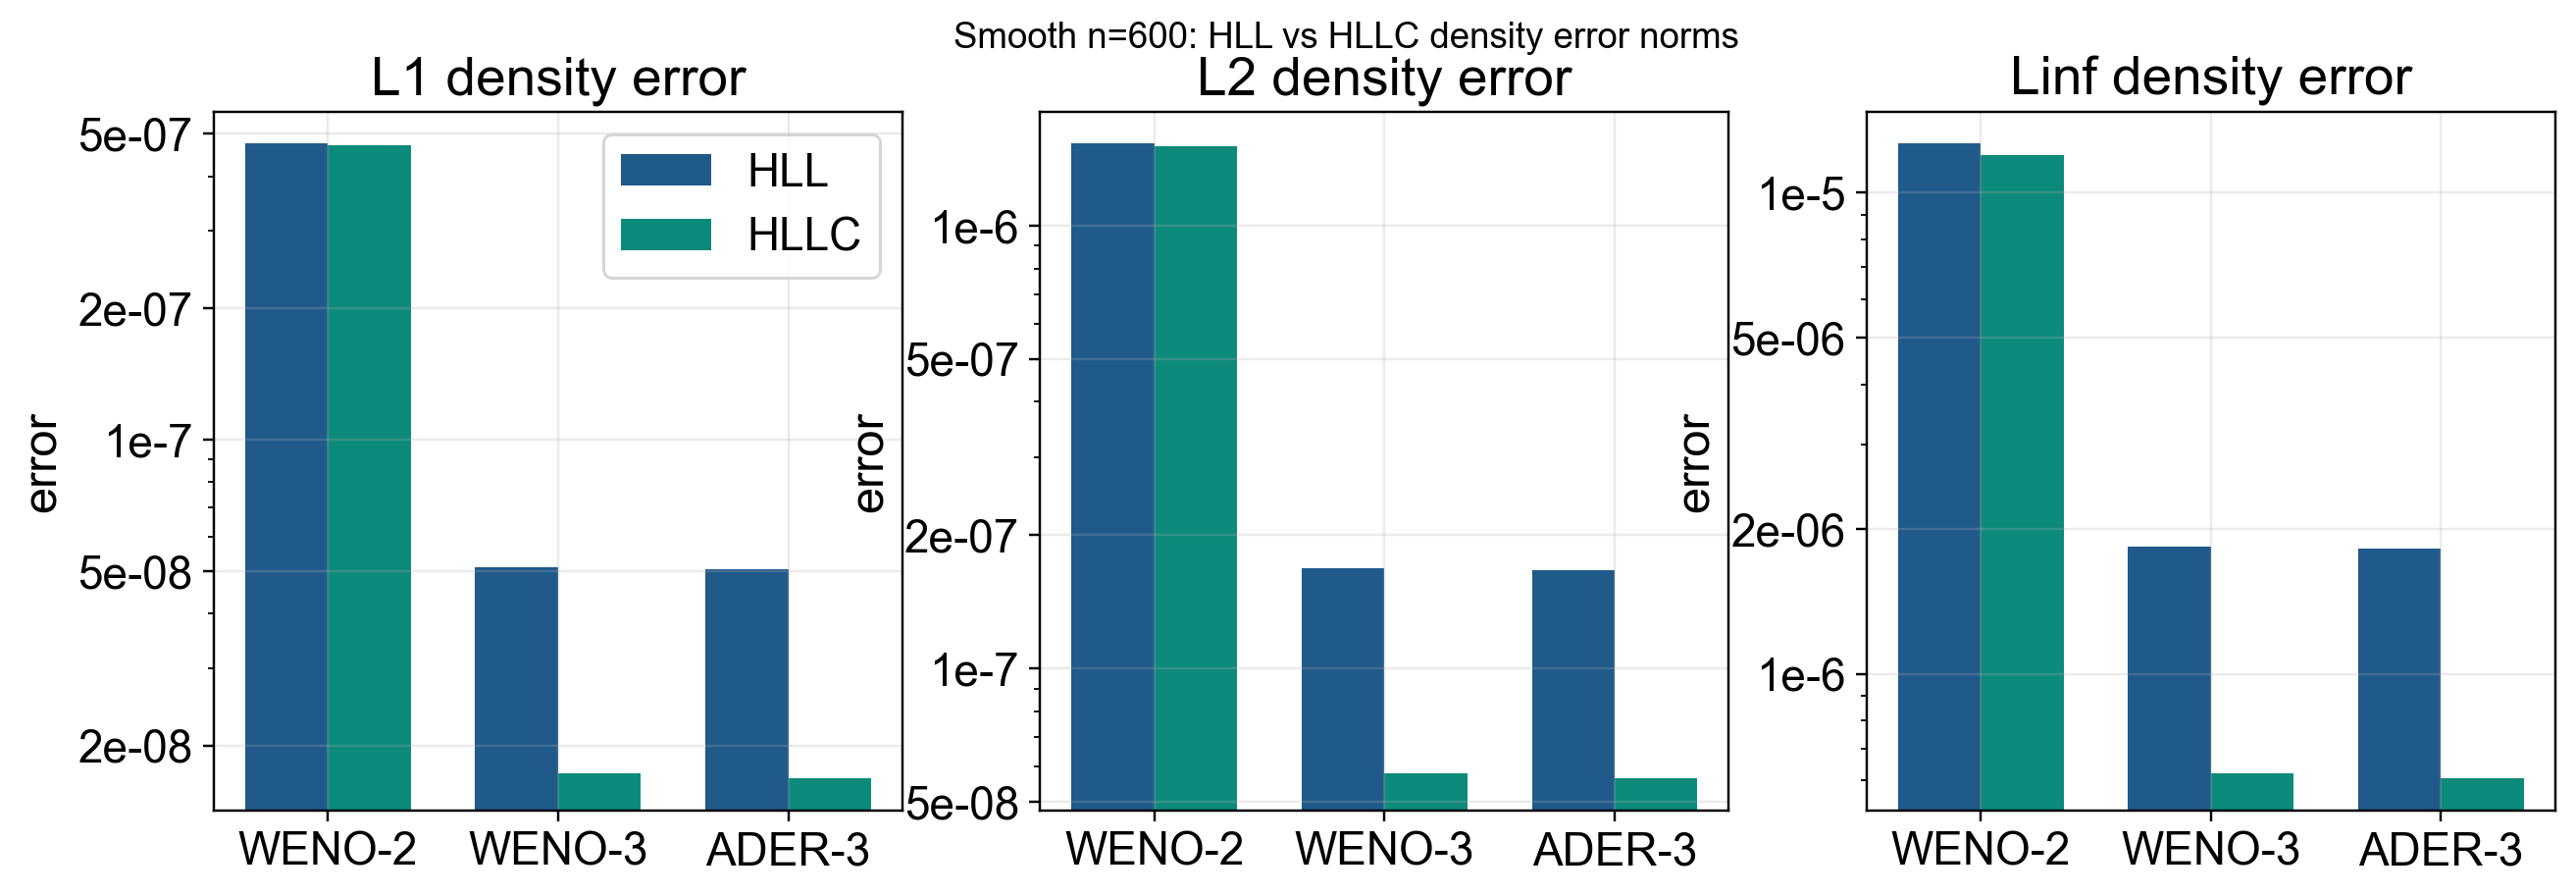 Smooth n=600: HLL vs HLLC density error norms
L1 density error
error
5e-07
2e-07
1e-7
5e-08
2e-08
HLL
HLLC
WENO-2 WENO-3 ADER-3
L2 density error
error
1e-6
5e-07
2e-07
1e-7
5e-08
WENO-2 WENO-3 ADER-3
Linf density error
error
1e-5
5e-06
2e-06
1e-6
WENO-2 WENO-3 ADER-3